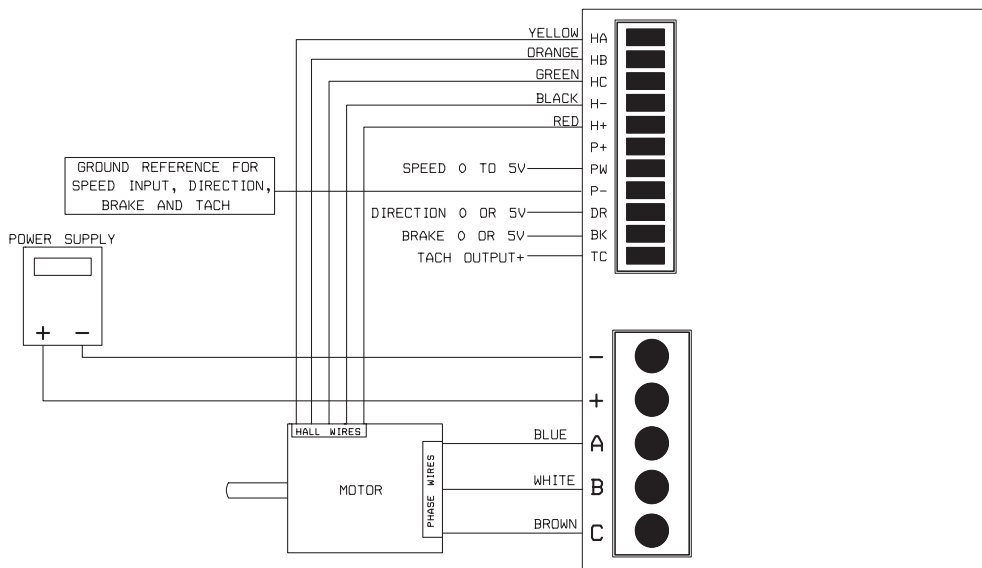 YELLOW HA
ORANGE HB
GREEN HC
BLACK H-
RED H+
P+
SPEED 0 TO 5V PW
GROUND REFERENCE FOR
SPEED INPUT, DIRECTION,
BRAKE AND TACH
P-
DIRECTION 0 OR 5V DR
BRAKE 0 OR 5V BK
TACH OUTPUT+ TC
POWER SUPPLY
+ -
-
+
HALL WIRES
BLUE A
WHITE B
BROWN C
MOTOR
PHASE WIRES